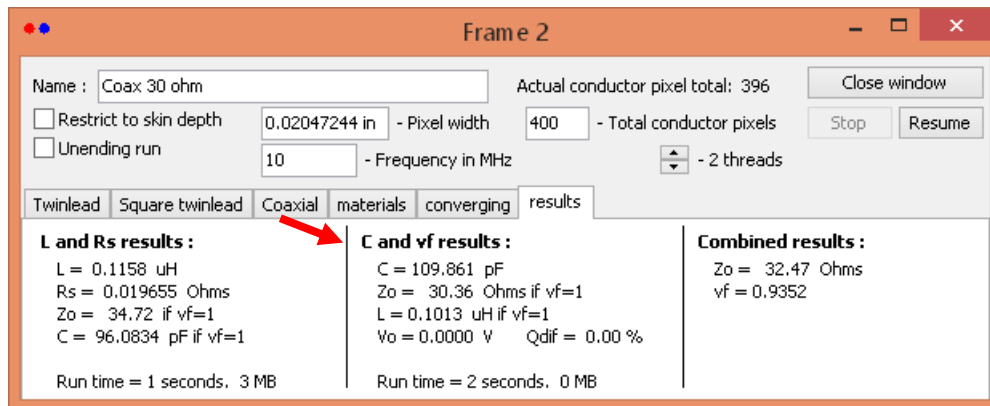 Frame 2
Name : Coax 30 ohm Actual conductor pixel total: 396 Close window
Restrict to skin depth 0.02047244 in - Pixel width 400 - Total conductor pixels Stop Resume
Unending run 10 - Frequency in MHz - 2 threads
Twinlead Square twinlead Coaxial materials converging results
L and Rs results :
L = 0.1158 uH
Rs = 0.019655 Ohms
Zo = 34.72 if vf=1
C = 96.0834 pF if vf=1
Run time = 1 seconds. 3 MB
C and vf results :
C = 109.861 pF
Zo = 30.36 Ohms if vf=1
L = 0.1013 uH if vf=1
Vo = 0.0000 V Qdif = 0.00 %
Run time = 2 seconds. 0 MB
Combined results :
Zo = 32.47 Ohms
vf = 0.9352